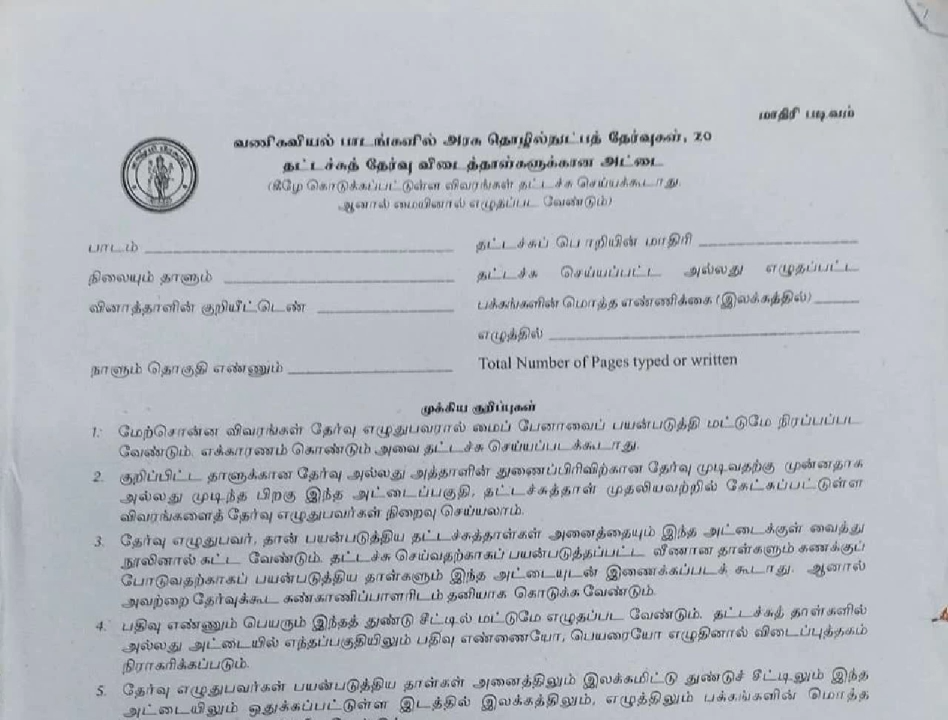 மாதிரி படிவம்
வணிகவியல் பாடங்களில் அரசு தொழில்நுட்பத் தேர்வுகள், 20
தட்டச்சுத் தேர்வு விடைத்தாள்களுக்கான அட்டை
(கீழே கொடுக்கப்பட்டுள்ள விவரங்கள் தட்டச்சு செய்யக்கூடாது.
ஆனால் மையினால் எழுதப்பட வேண்டும்)
பாடம்
நிலையும் தாளும்
வினாத்தாளின் குறியீட்டெண்
நாளும் தொகுதி எண்ணும்
தட்டச்சுப் பொறியின் மாதிரி
தட்டச்சு செய்யப்பட்ட அல்லது எழுதப்பட்ட
பக்கங்களின் மொத்த எண்ணிக்கை (இலக்கத்தில்)
எழுத்தில்
Total Number of Pages typed or written
முக்கிய குறிப்புகள்
1. மேற்சொன்ன விவரங்கள் தேர்வு எழுதுபவரால் மைப் பேனாவைப் பயன்படுத்தி மட்டுமே நிரப்பப்பட
வேண்டும். எக்காரணம் கொண்டும் அவை தட்டச்சு செய்யப்படக்கூடாது.
2. குறிப்பிட்ட தாளுக்கான தேர்வு அல்லது அத்தாளின் துணைப்பிரிவிற்கான தேர்வு முடிவதற்கு முன்னதாக
அல்லது முடிந்த பிறகு இந்த அட்டைப்பகுதி, தட்டச்சுத்தாள் முதலியவற்றில் கேட்கப்பட்டுள்ள
விவரங்களைத் தேர்வு எழுதுபவர்கள் நிறைவு செய்யலாம்.
3. தேர்வு எழுதுபவர், தான் பயன்படுத்திய தட்டச்சுத்தாள்கள் அனைத்தையும் இந்த அட்டைக்குள் வைத்து
நூலினால் கட்ட வேண்டும். தட்டச்சு செய்வதற்காகப் பயன்படுத்தப்பட்ட வீணான தாள்களும் கணக்குப்
போடுவதற்காகப் பயன்படுத்திய தாள்களும் இந்த அட்டையுடன் இணைக்கப்படக் கூடாது. ஆனால்
அவற்றை தேர்வுக்கூட கண்காணிப்பாளரிடம் தனியாக கொடுக்க வேண்டும்.
4. பதிவு எண்ணும் பெயரும் இந்தத் துண்டு சீட்டில் மட்டுமே எழுதப்பட வேண்டும். தட்டச்சுத் தாள்களில்
அல்லது அட்டையில் எந்தப்பகுதியிலும் பதிவு எண்ணையோ, பெயரையோ எழுதினால் விடைப்புத்தகம்
நிராகரிக்கப்படும்.
5. தேர்வு எழுதுபவர்கள் பயன்படுத்திய தாள்கள் அனைத்திலும் இலக்கமிட்டு துண்டுச் சீட்டிலும் இந்த
அட்டையிலும் ஒதுக்கப்பட்டுள்ள இடத்தில் இலக்கத்திலும், எழுத்திலும் பக்கங்களின் மொத்த